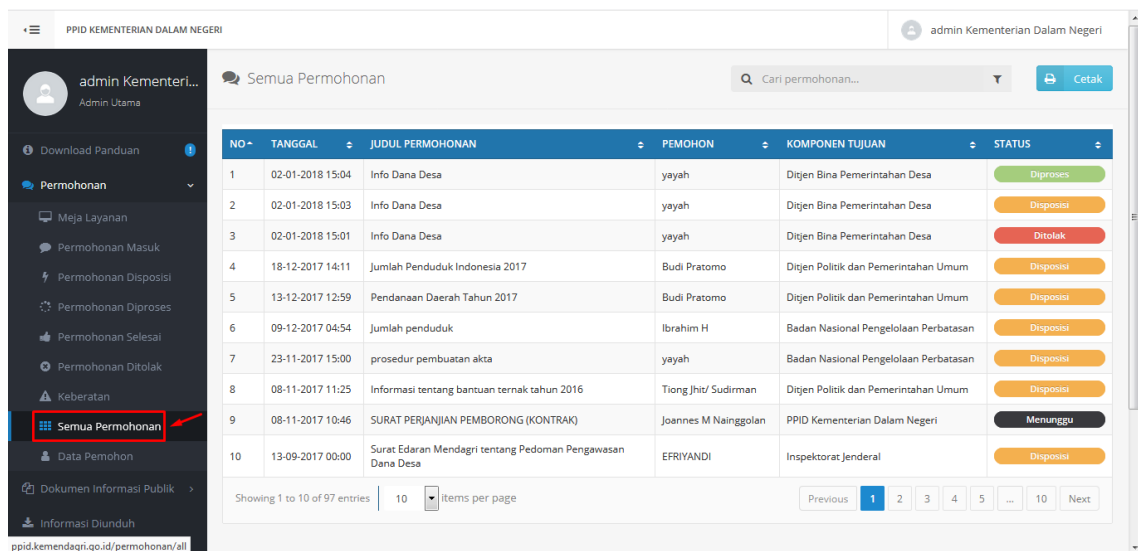 PPID KEMENTERIAN DALAM NEGERI
admin Kementerian Dalam Negeri
admin Kementeri...
Admin Utama
Download Panduan
Permohonan
Meja Layanan
Permohonan Masuk
Permohonan Disposisi
Permohonan Diproses
Permohonan Selesai
Permohonan Ditolak
Keberatan
Semua Permohonan
Data Pemohon
Dokumen Informasi Publik
Informasi Diunduh
ppid.kemendagri.go.id/permohonan/all
Semua Permohonan
Cari permohonan...
Cetak
NO TANGGAL JUDUL PERMOHONAN PEMOHON KOMPONEN TUJUAN STATUS
1 02-01-2018 15:04 Info Dana Desa yayah Ditjen Bina Pemerintahan Desa Diproses
2 02-01-2018 15:03 Info Dana Desa yayah Ditjen Bina Pemerintahan Desa Disposisi
3 02-01-2018 15:01 Info Dana Desa yayah Ditjen Bina Pemerintahan Desa Ditolak
4 18-12-2017 14:11 Jumlah Penduduk Indonesia 2017 Budi Pratomo Ditjen Politik dan Pemerintahan Umum Disposisi
5 13-12-2017 12:59 Pendanaan Daerah Tahun 2017 Budi Pratomo Ditjen Politik dan Pemerintahan Umum Disposisi
6 09-12-2017 04:54 Jumlah penduduk Ibrahim H Badan Nasional Pengelolaan Perbatasan Disposisi
7 23-11-2017 15:00 prosedur pembuatan akta yayah Badan Nasional Pengelolaan Perbatasan Disposisi
8 08-11-2017 11:25 Informasi tentang bantuan ternak tahun 2016 Tiong Jhit/ Sudirman Ditjen Politik dan Pemerintahan Umum Disposisi
9 08-11-2017 10:46 SURAT PERJANJIAN PEMBORONG (KONTRAK) Joannes M Nainggolan PPID Kementerian Dalam Negeri Menunggu
10 13-09-2017 00:00 Surat Edaran Mendagri tentang Pedoman Pengawasan
Dana Desa EFRIYANDI Inspektorat Jenderal Disposisi
Showing 1 to 10 of 97 entries 10 items per page Previous 1 2 3 4 5 ... 10 Next